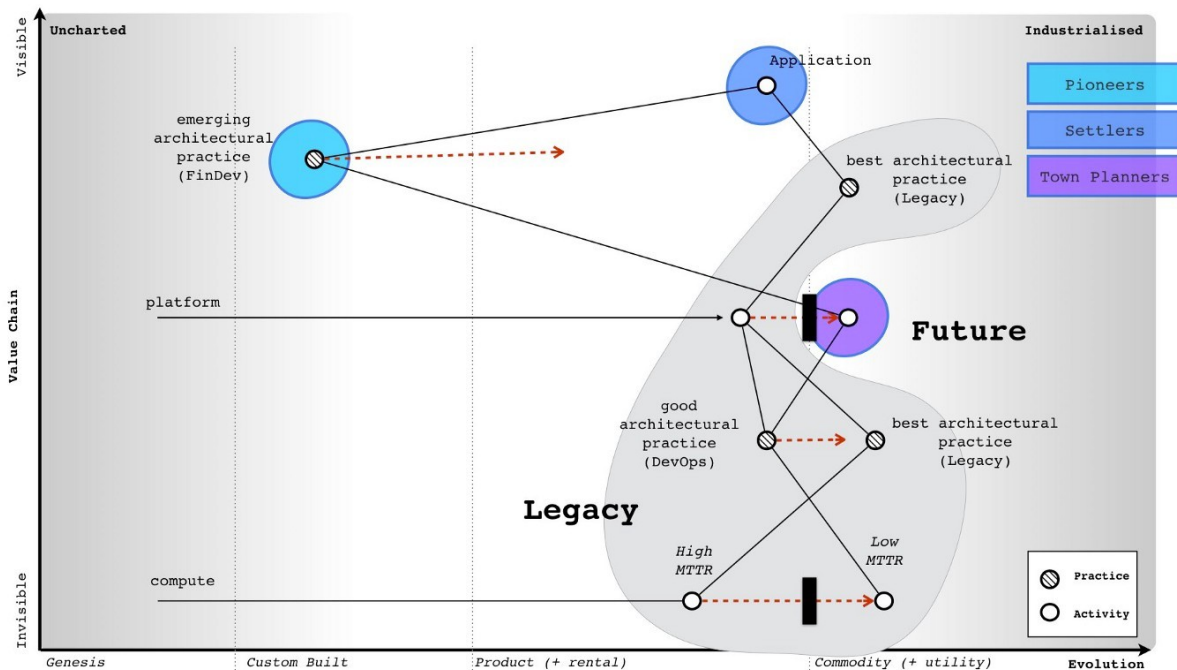 Uncharted
Industrialised
Visible
Application
Pioneers
emerging
architectural
practice
(FinDev)
Settlers
best architectural
practice
(Legacy)
Town Planners
platform
Value Chain
Future
good
architectural
practice
(DevOps)
best architectural
practice
(Legacy)
Legacy
High
MTTR
Low
MTTR
compute
Practice
Activity
Invisible
Genesis
Custom Built
Product (+ rental)
Commodity (+ utility)
Evolution